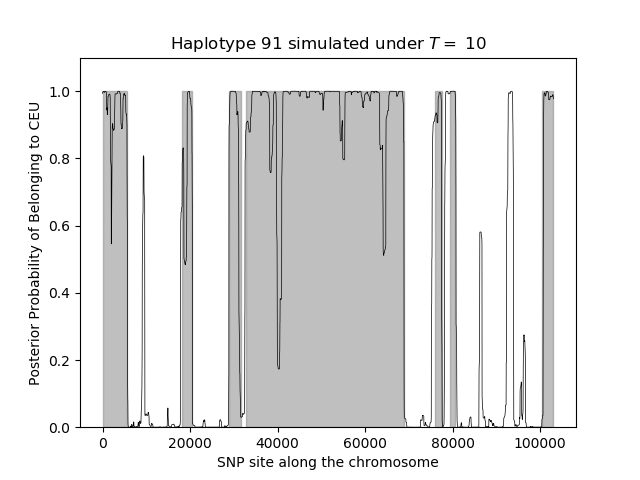 Haplotype 91 simulated under T = 10
Posterior Probability of Belonging to CEU
1.0
0.8
0.6
0.4
0.2
0.0
0 20000 40000 60000 80000 100000
SNP site along the chromosome